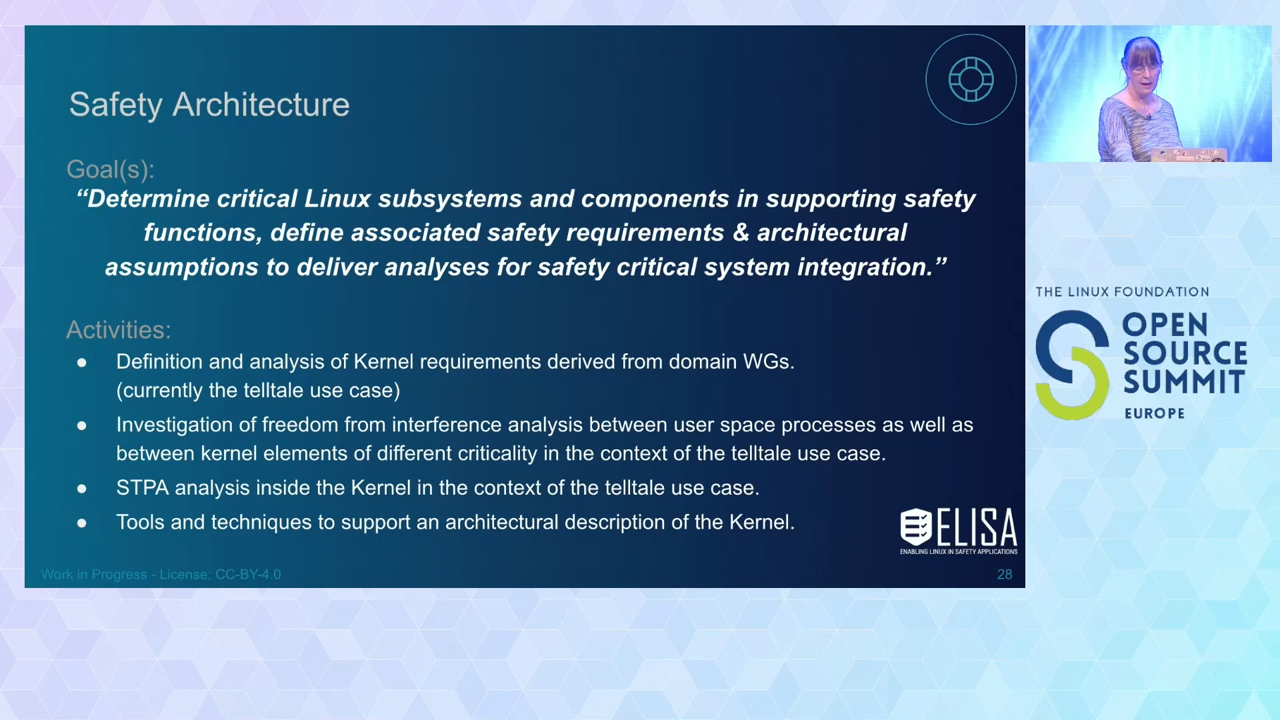 Safety Architecture
Goal(s):
“Determine critical Linux subsystems and components in supporting safety
functions, define associated safety requirements & architectural
assumptions to deliver analyses for safety critical system integration.”
Activities:
● Definition and analysis of Kernel requirements derived from domain WGs.
(currently the telltale use case)
● Investigation of freedom from interference analysis between user space processes as well as
between kernel elements of different criticality in the context of the telltale use case.
● STPA analysis inside the Kernel in the context of the telltale use case.
● Tools and techniques to support an architectural description of the Kernel.
ELISA
ENABLING LINUX IN SAFETY APPLICATIONS
Work in Progress - License: CC-BY-4.0
28
THE LINUX FOUNDATION
OPEN
SOURCE
SUMMIT
EUROPE